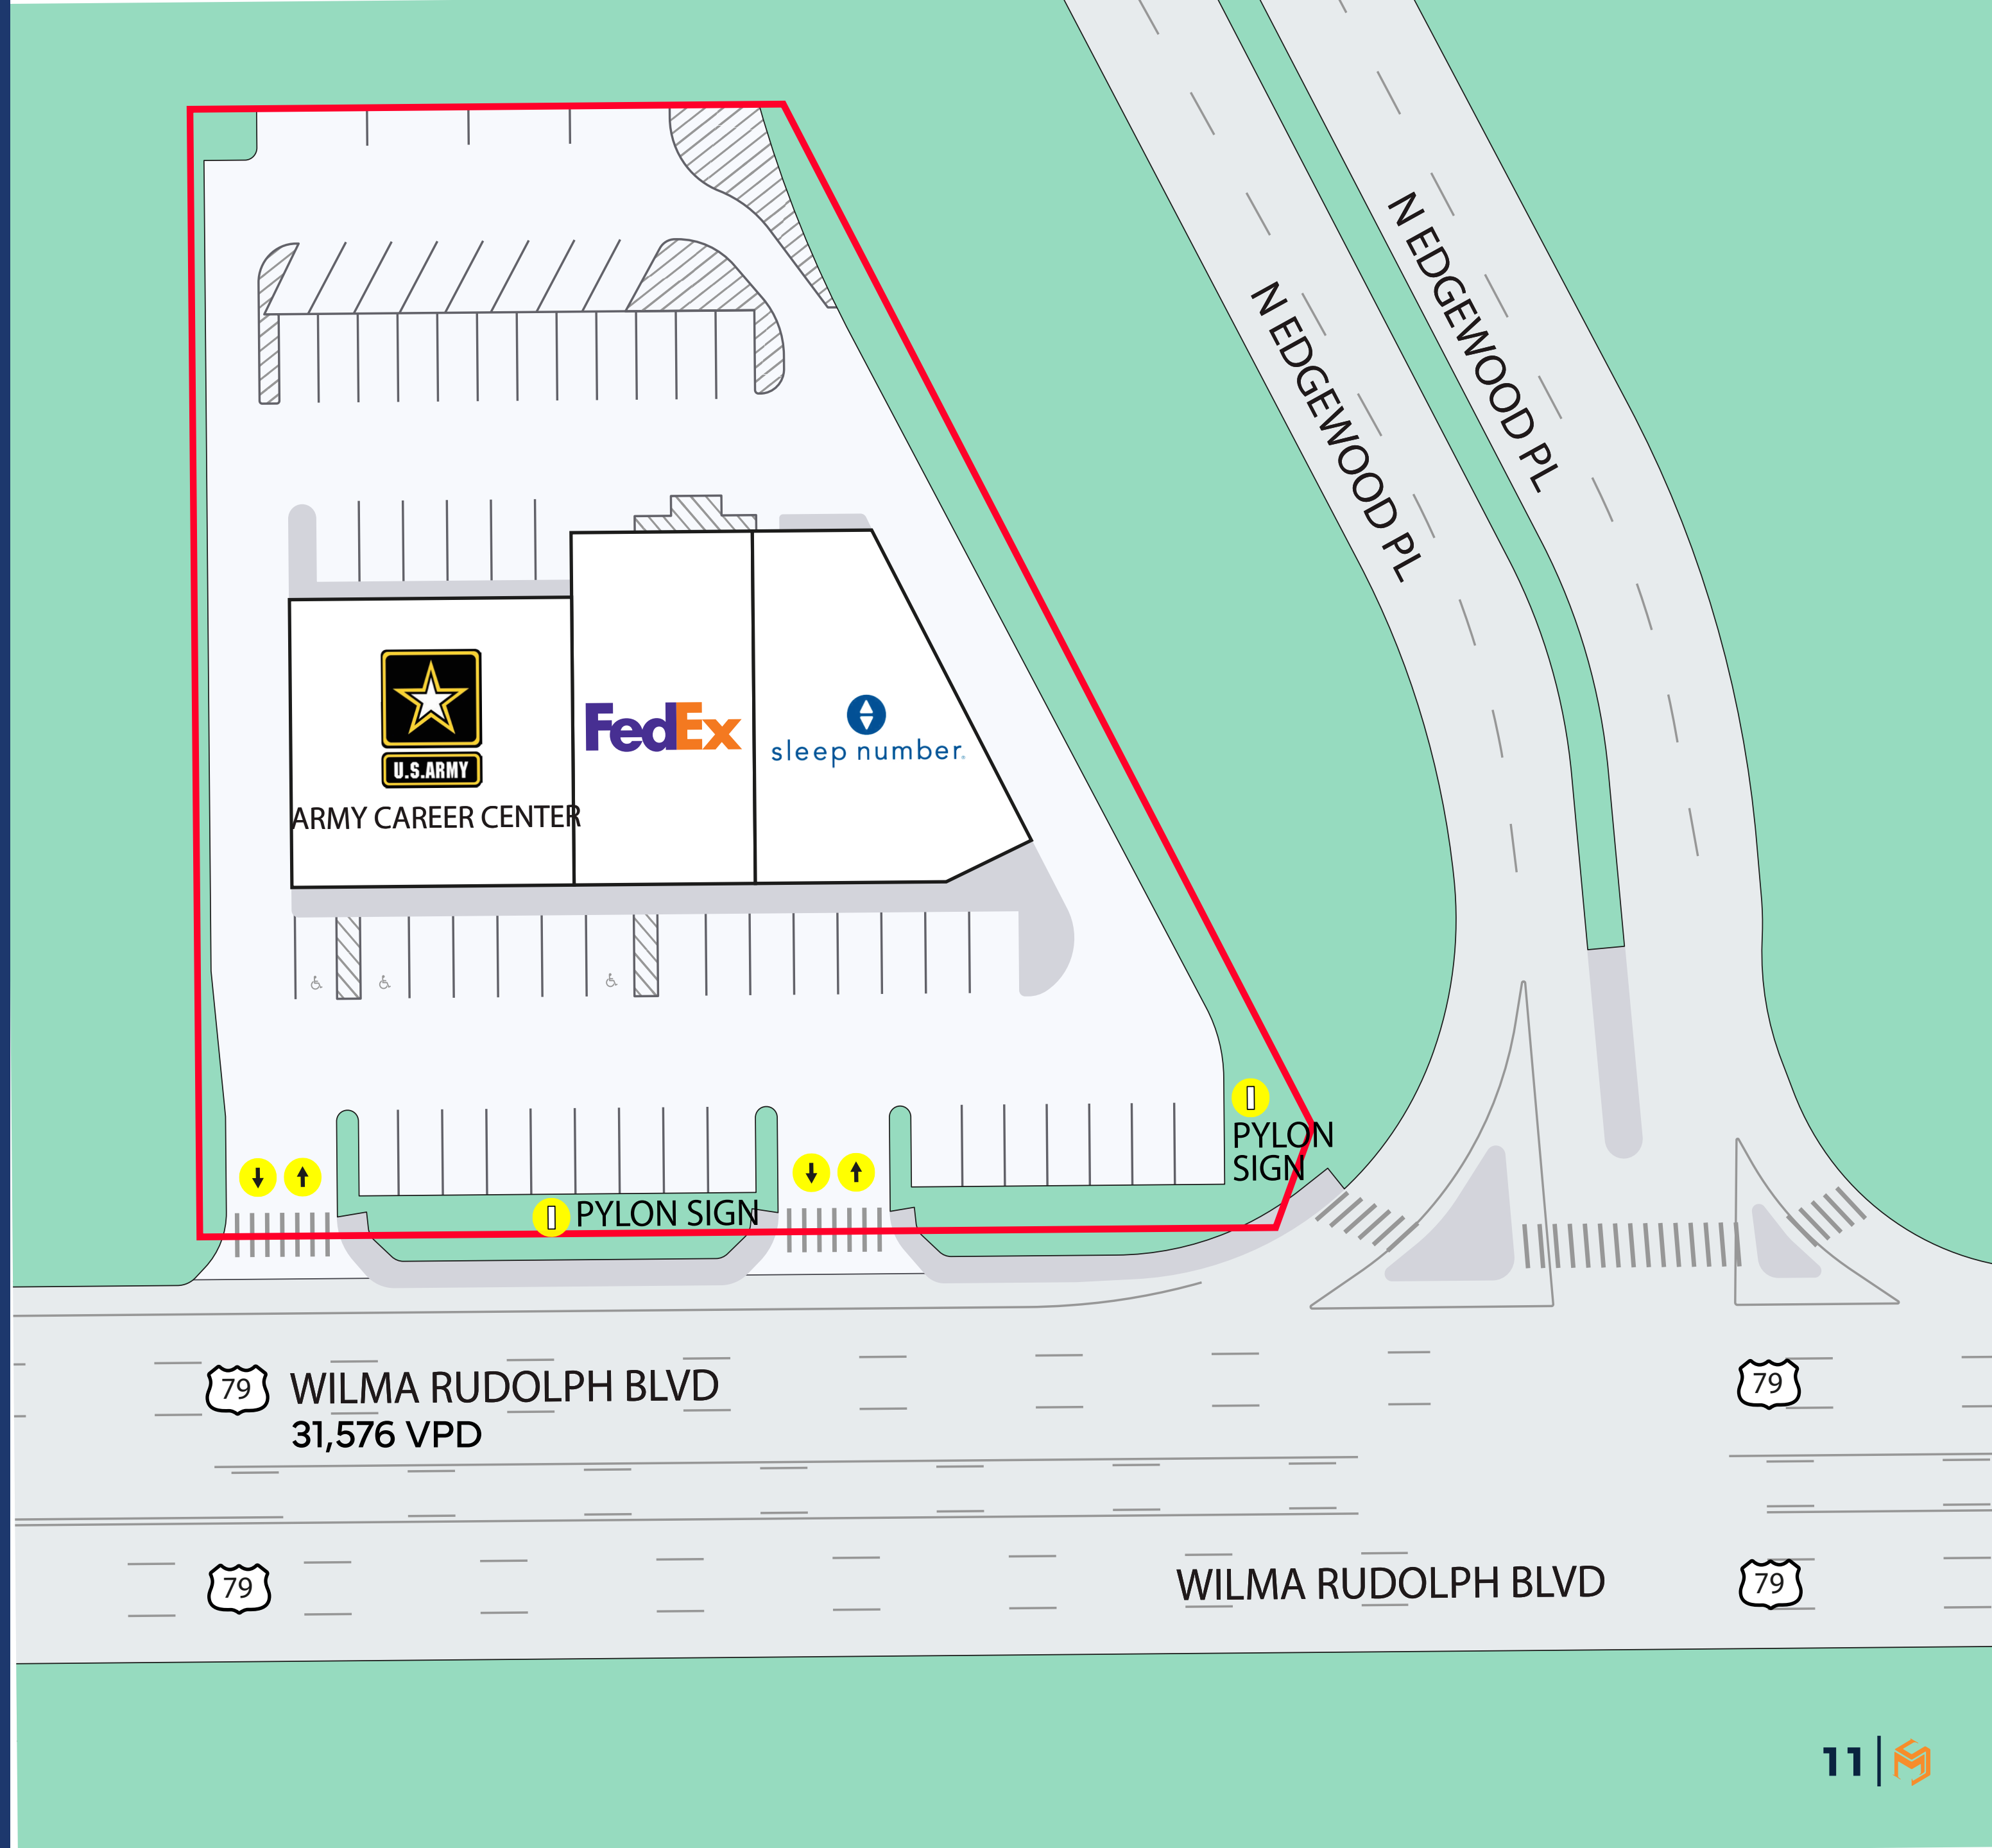 N EDGEWOOD PL
N EDGEWOOD PL
U.S.ARMY
ARMY CAREER CENTER
FedEx
sleep number.
PYLON
SIGN
PYLON SIGN
79
WILMA RUDOLPH BLVD
31,576 VPD
79
79
WILMA RUDOLPH BLVD
79
11